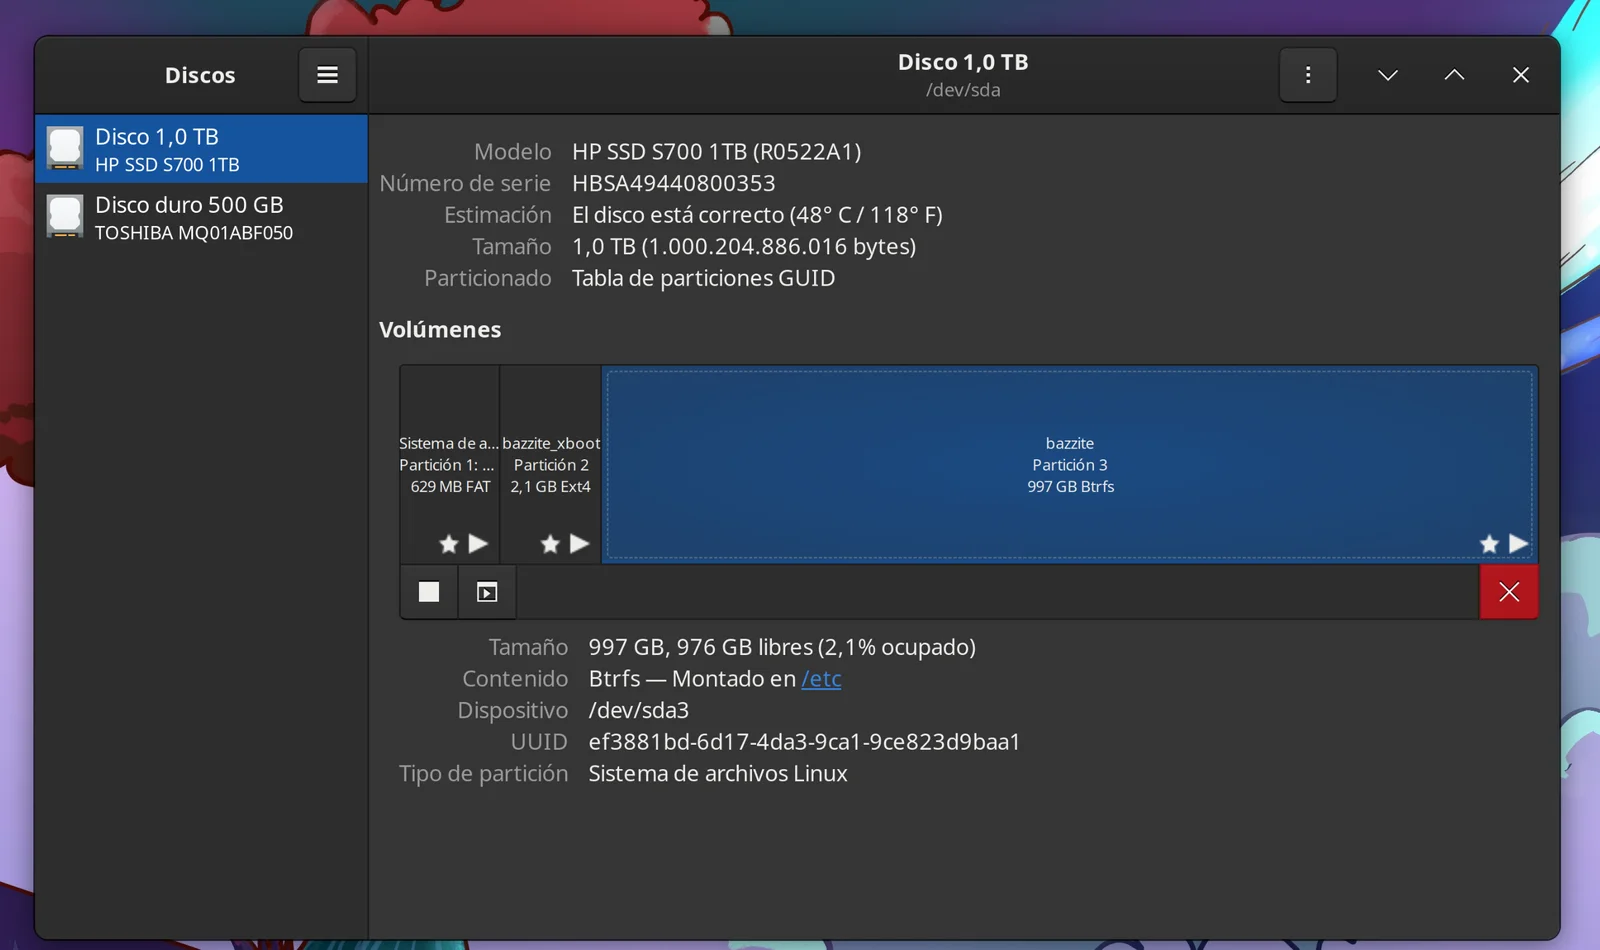 Discos
Disco 1,0 TB
/dev/sda
Disco 1,0 TB
HP SSD S700 1TB
Disco duro 500 GB
TOSHIBA MQ01ABF050
Modelo HP SSD S700 1TB (R0522A1)
Número de serie HBSA49440800353
Estimación El disco está correcto (48° C / 118° F)
Tamaño 1,0 TB (1.000.204.886.016 bytes)
Particionado Tabla de particiones GUID
Volúmenes
Sistema de a...
Partición 1: ...
629 MB FAT
bazzite_xboot
Partición 2
2,1 GB Ext4
bazzite
Partición 3
997 GB Btrfs
Tamaño 997 GB, 976 GB libres (2,1% ocupado)
Contenido Btrfs — Montado en /etc
Dispositivo /dev/sda3
UUID ef3881bd-6d17-4da3-9ca1-9ce823d9baa1
Tipo de partición Sistema de archivos Linux